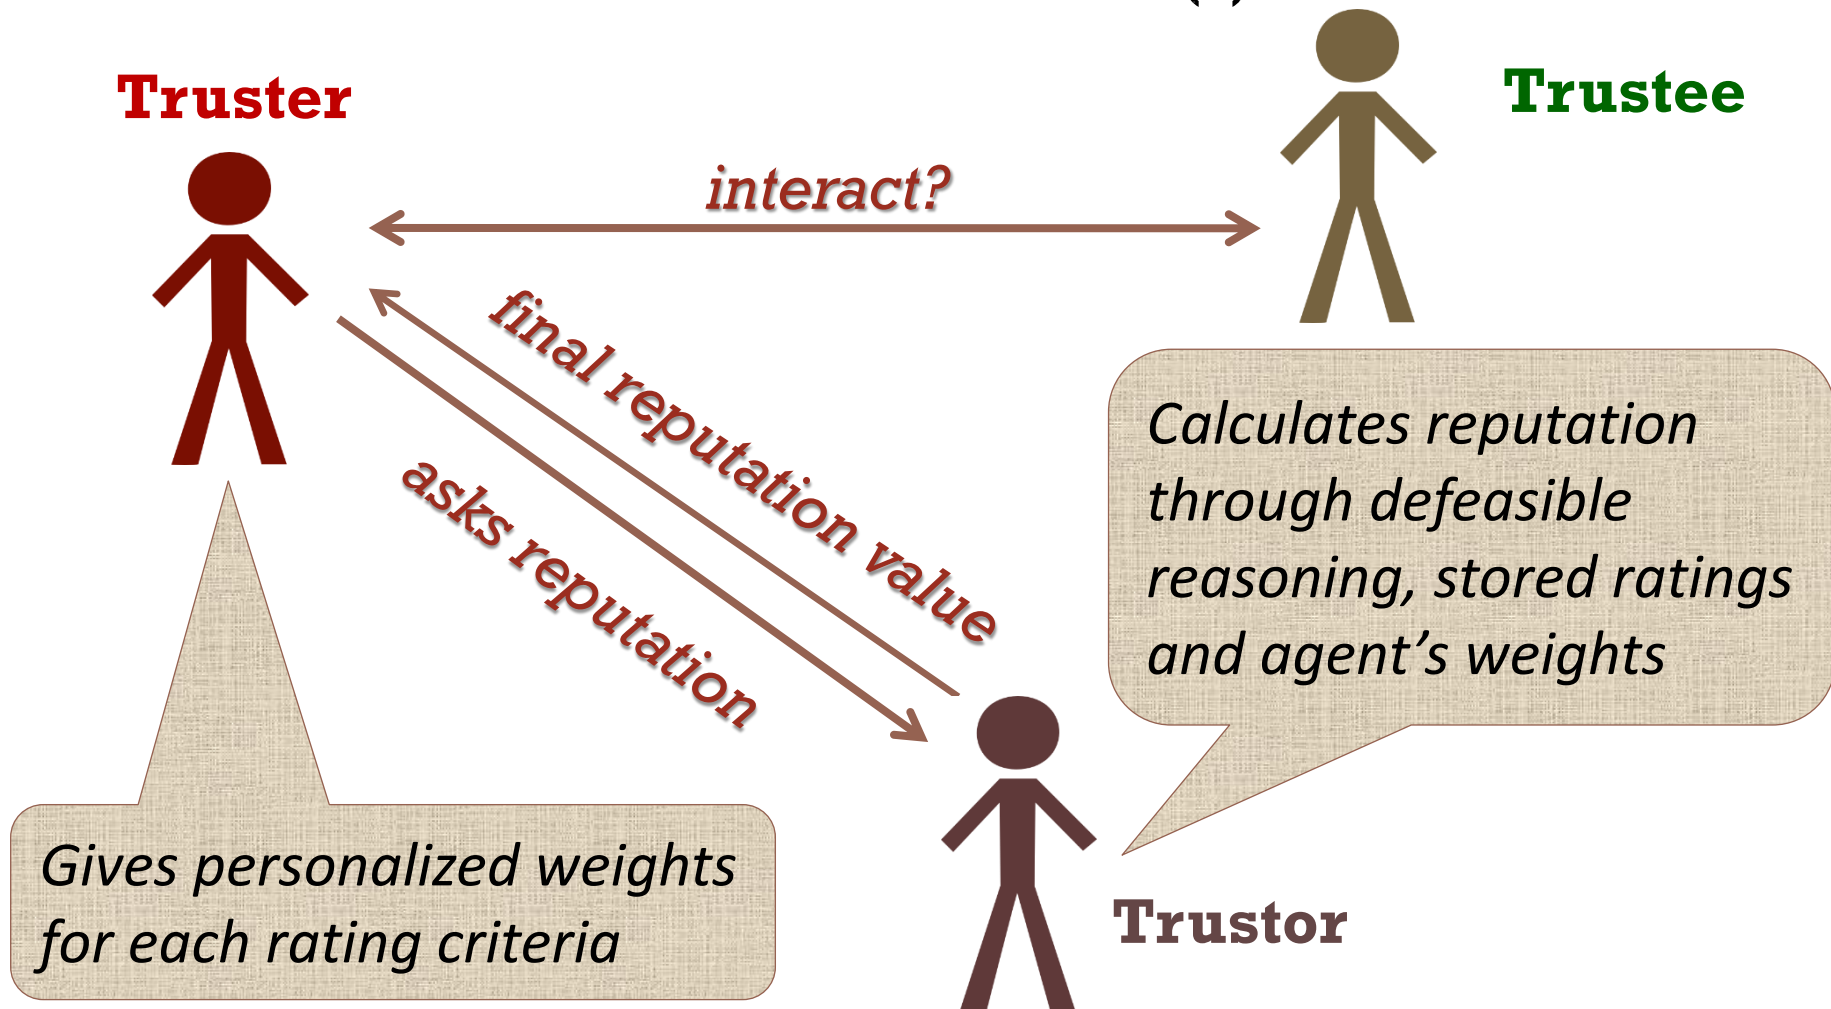 Truster
Trustee
interact?
final reputation value
asks reputation
Calculates reputation
through defeasible
reasoning, stored ratings
and agent’s weights
Gives personalized weights
for each rating criteria
Trustor